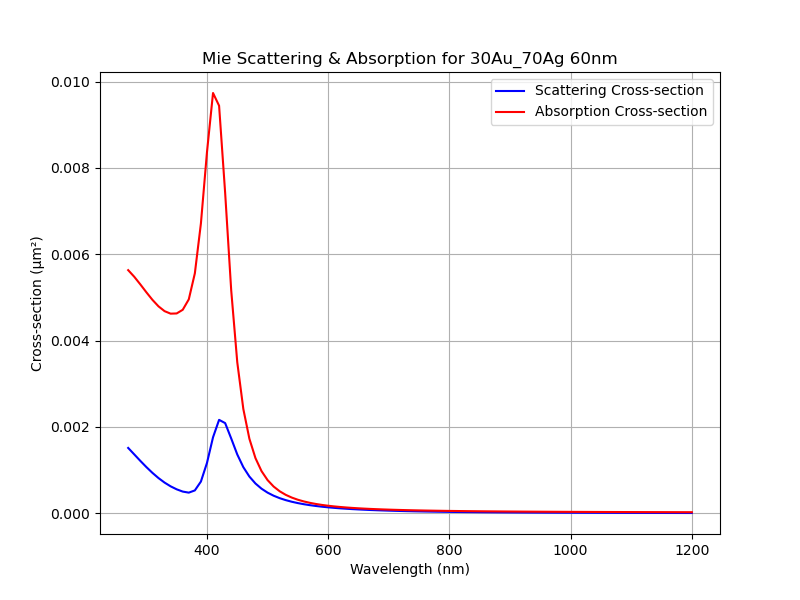 Mie Scattering & Absorption for 30Au_70Ag 60nm
Scattering Cross-section
Absorption Cross-section
Cross-section (μm²)
0.010
0.008
0.006
0.004
0.002
0.000
400 600 800 1000 1200
Wavelength (nm)